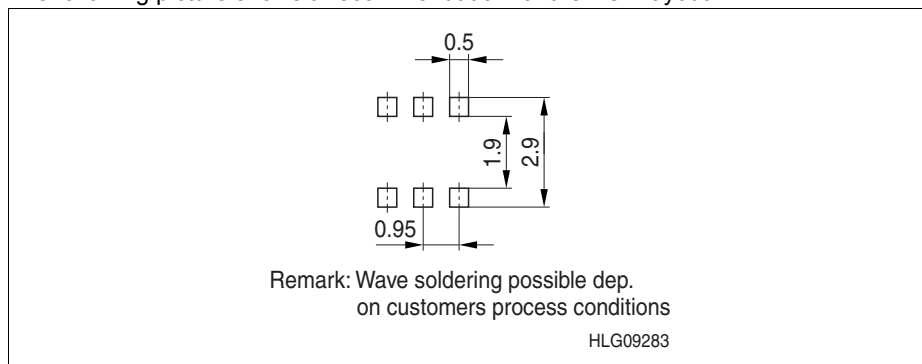 0.5
1.9
2.9
0.95
Remark: Wave soldering possible dep.
on customers process conditions
HLG09283